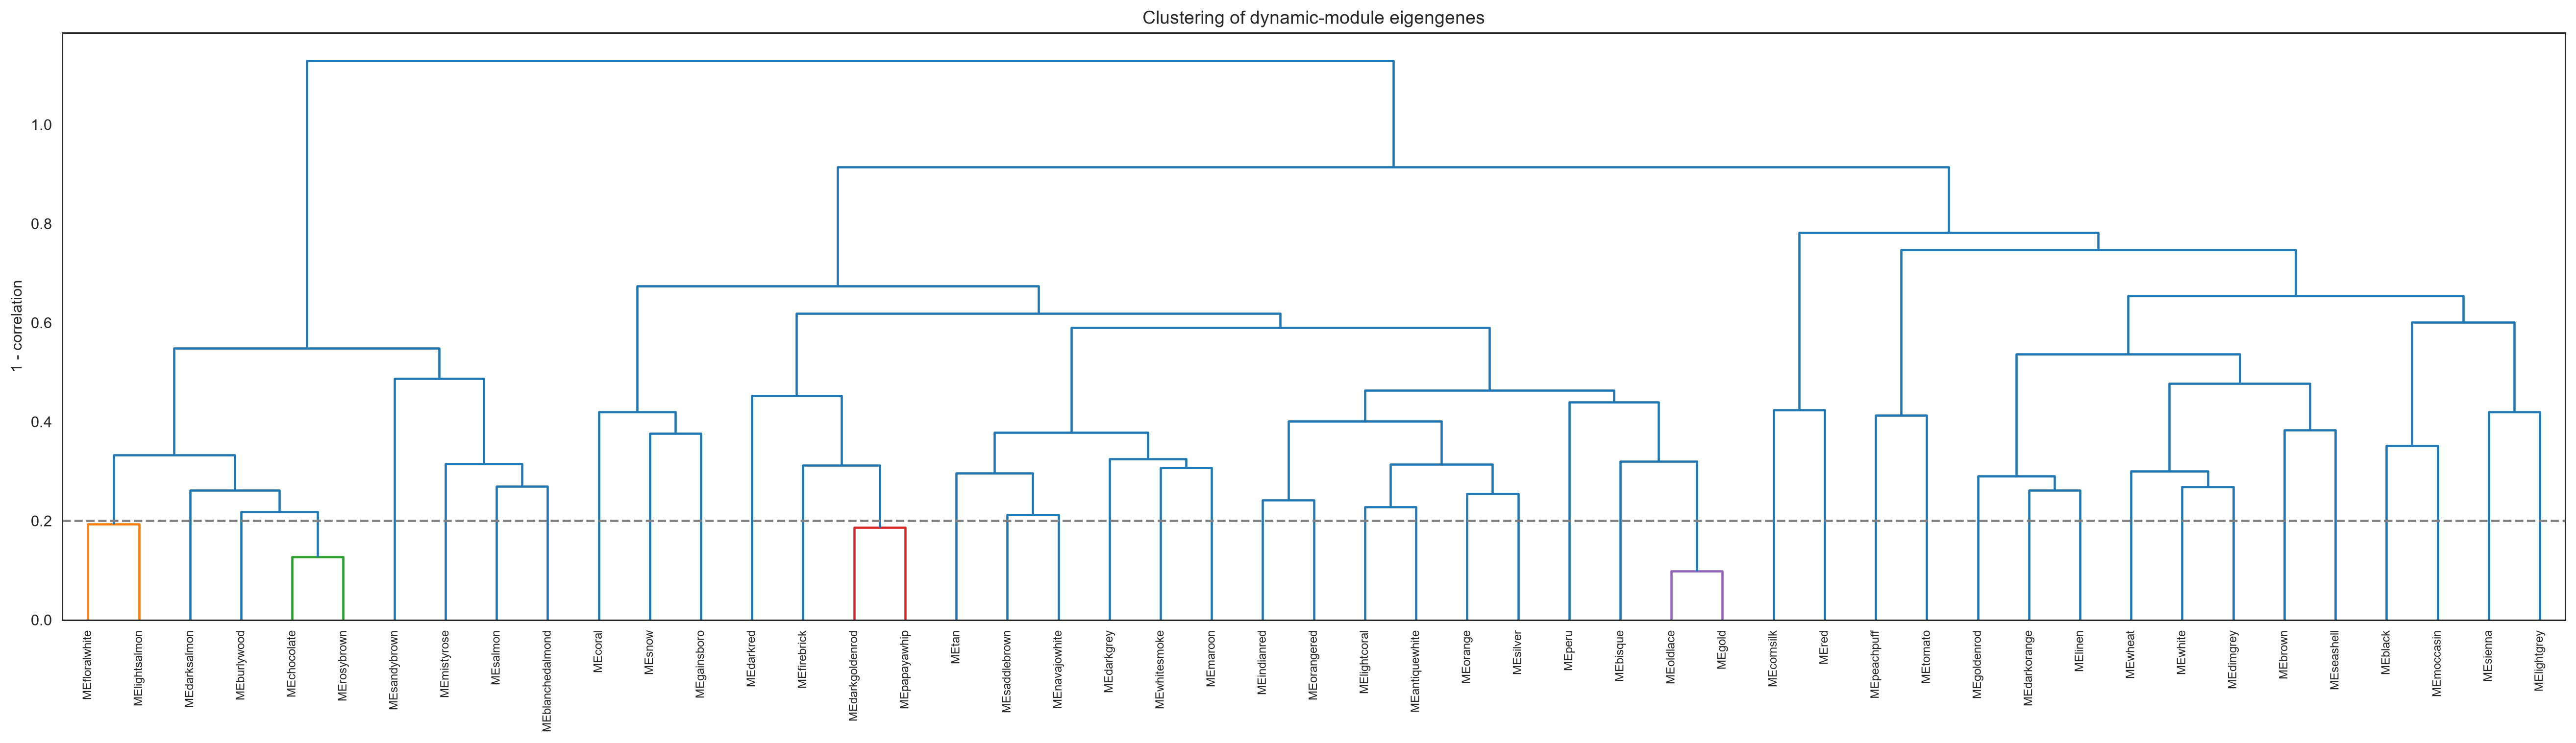 Clustering of dynamic-module eigengenes
1 - correlation
1.0
0.8
0.6
0.4
0.2
0.0
MEfloralwhite
MElightsalmon
MEdarksalmon
MEburlywood
MEchocolate
MErosybrown
MEsandybrown
MEmistyrose
MEsalmon
MEblanchedalmond
MEcoral
MEsnow
MEgainsboro
MEdarkred
MEfirebrick
MEdarkgoldenrod
MEpapayawhip
MEtan
MEsaddlebrown
MEnavajowhite
MEdarkgrey
MEwhitesmoke
MEmaroon
MEindianred
MEorangered
MElightcoral
MEantiquewhite
MEorange
MEsilver
MEperu
MEbisque
MEoldlace
MEgold
MEcornsilk
MEred
MEpeachpuff
MEtomato
MEgoldenrod
MEdarkorange
MElinen
MEwheat
MEwhite
MEdimgrey
MEbrown
MEseashell
MEblack
MEmoccasin
MEsienna
MElightgrey